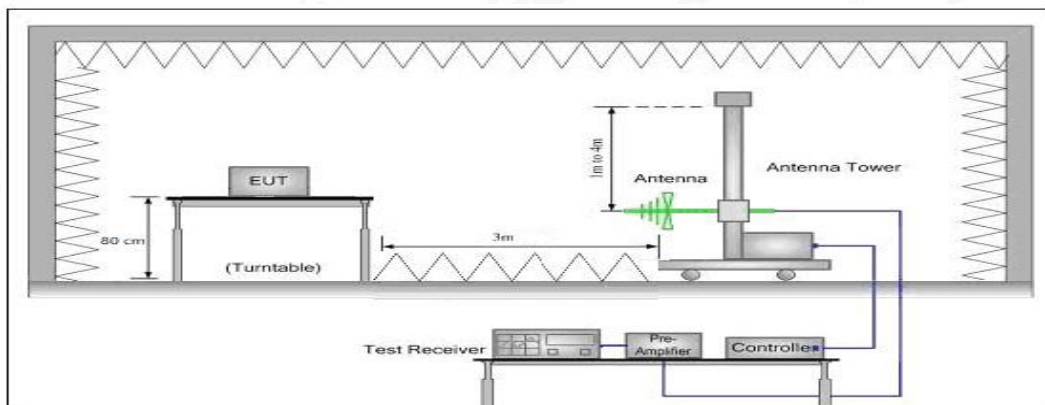 1m to 4m
Antenna Tower
Antenna
EUT
3m
80 cm
(Turntable)
Test Receiver
Pre-
Amplifier
Controller